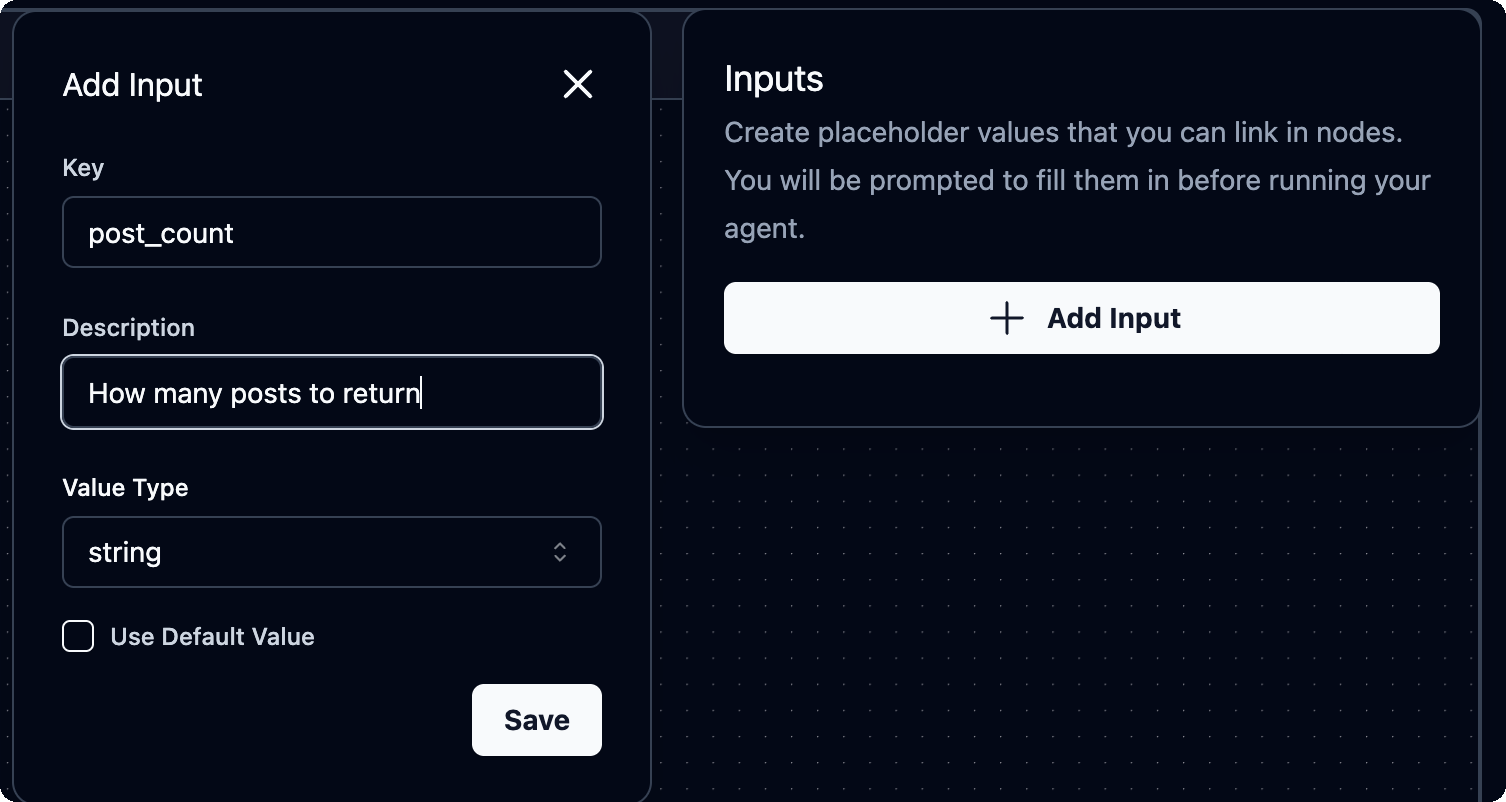 Add Input
Key
post_count
Description
How many posts to return
Value Type
string
Use Default Value
Save
Inputs
Create placeholder values that you can link in nodes.
You will be prompted to fill them in before running your
agent.
Add Input